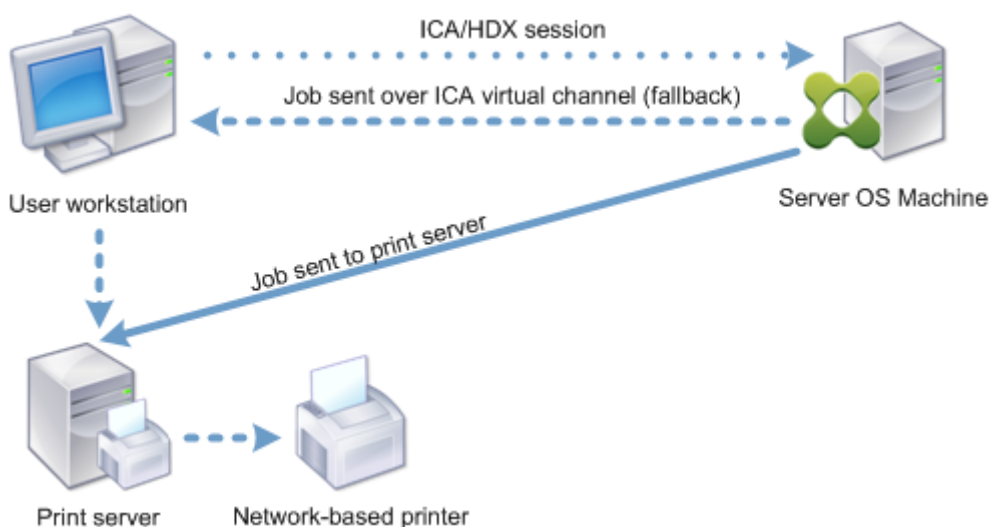 ICA/HDX session
Job sent over ICA virtual channel (fallback)
User workstation
Server OS Machine
Job sent to print server
Print server
Network-based printer